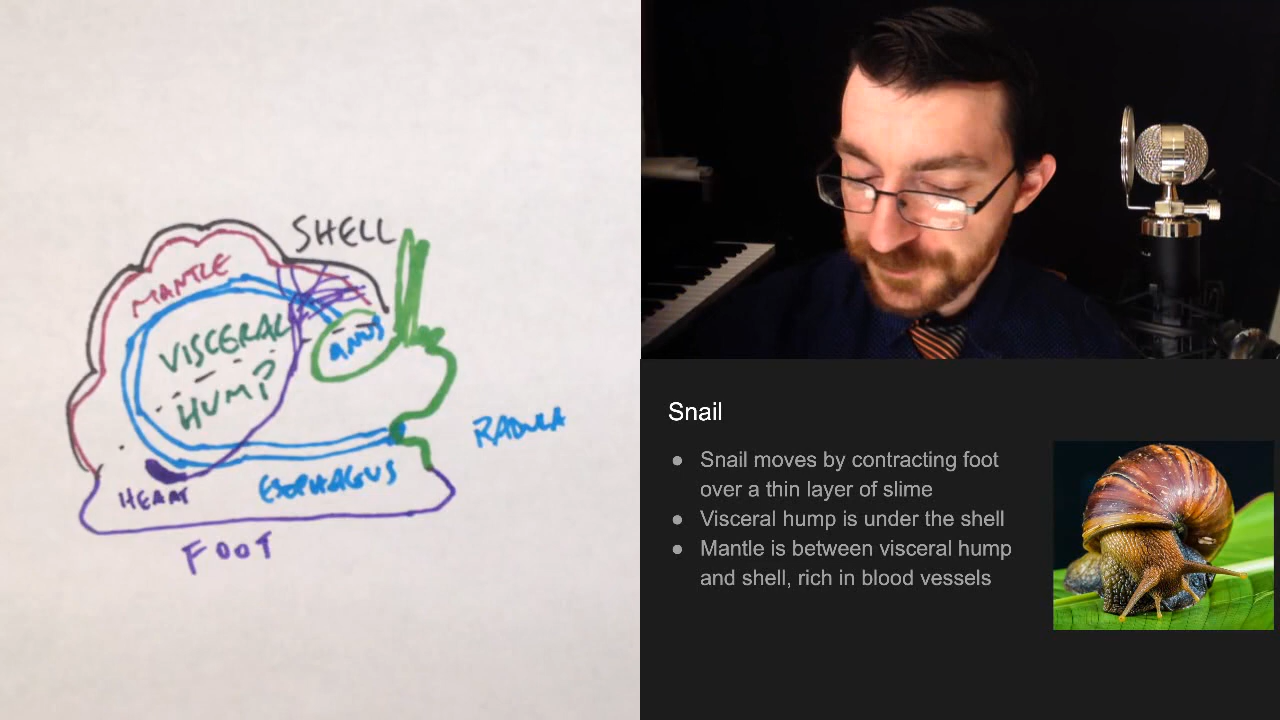 SHELL
MANTLE
VISCERAL
HUMP
ANUS
RADULA
HEART
ESOPHAGUS
FOOT
Snail
● Snail moves by contracting foot
over a thin layer of slime
● Visceral hump is under the shell
● Mantle is between visceral hump
and shell, rich in blood vessels